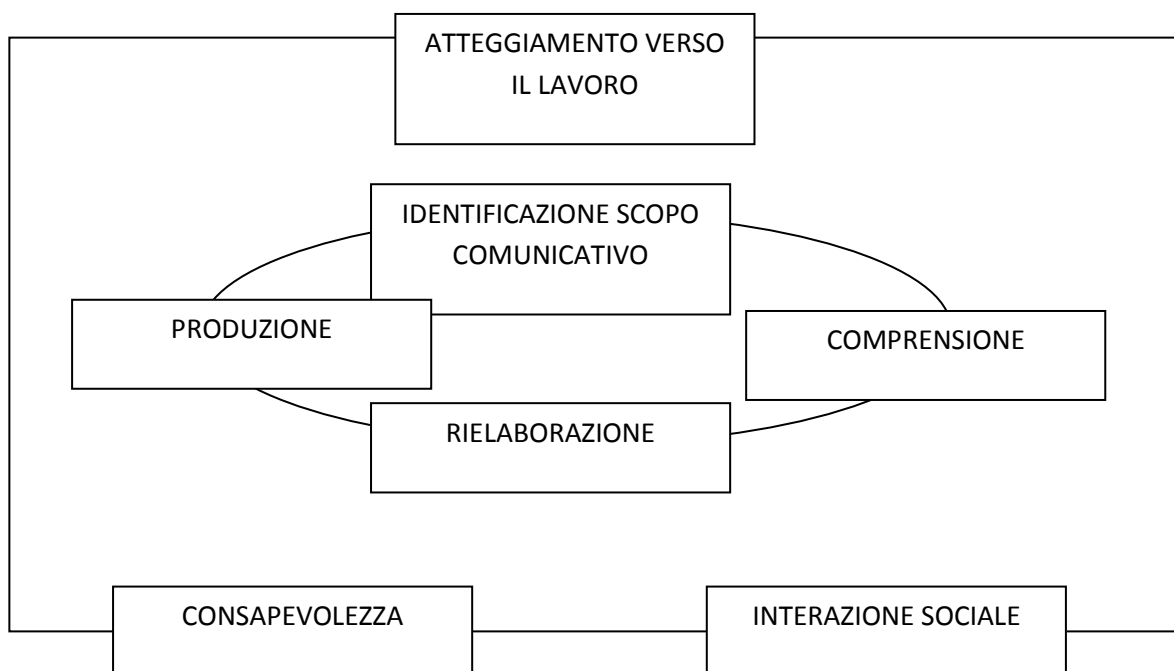 ATTEGGIAMENTO VERSO
IL LAVORO
IDENTIFICAZIONE SCOPO
COMUNICATIVO
PRODUZIONE
COMPRENSIONE
RIELABORAZIONE
CONSAPEVOLEZZA
INTERAZIONE SOCIALE